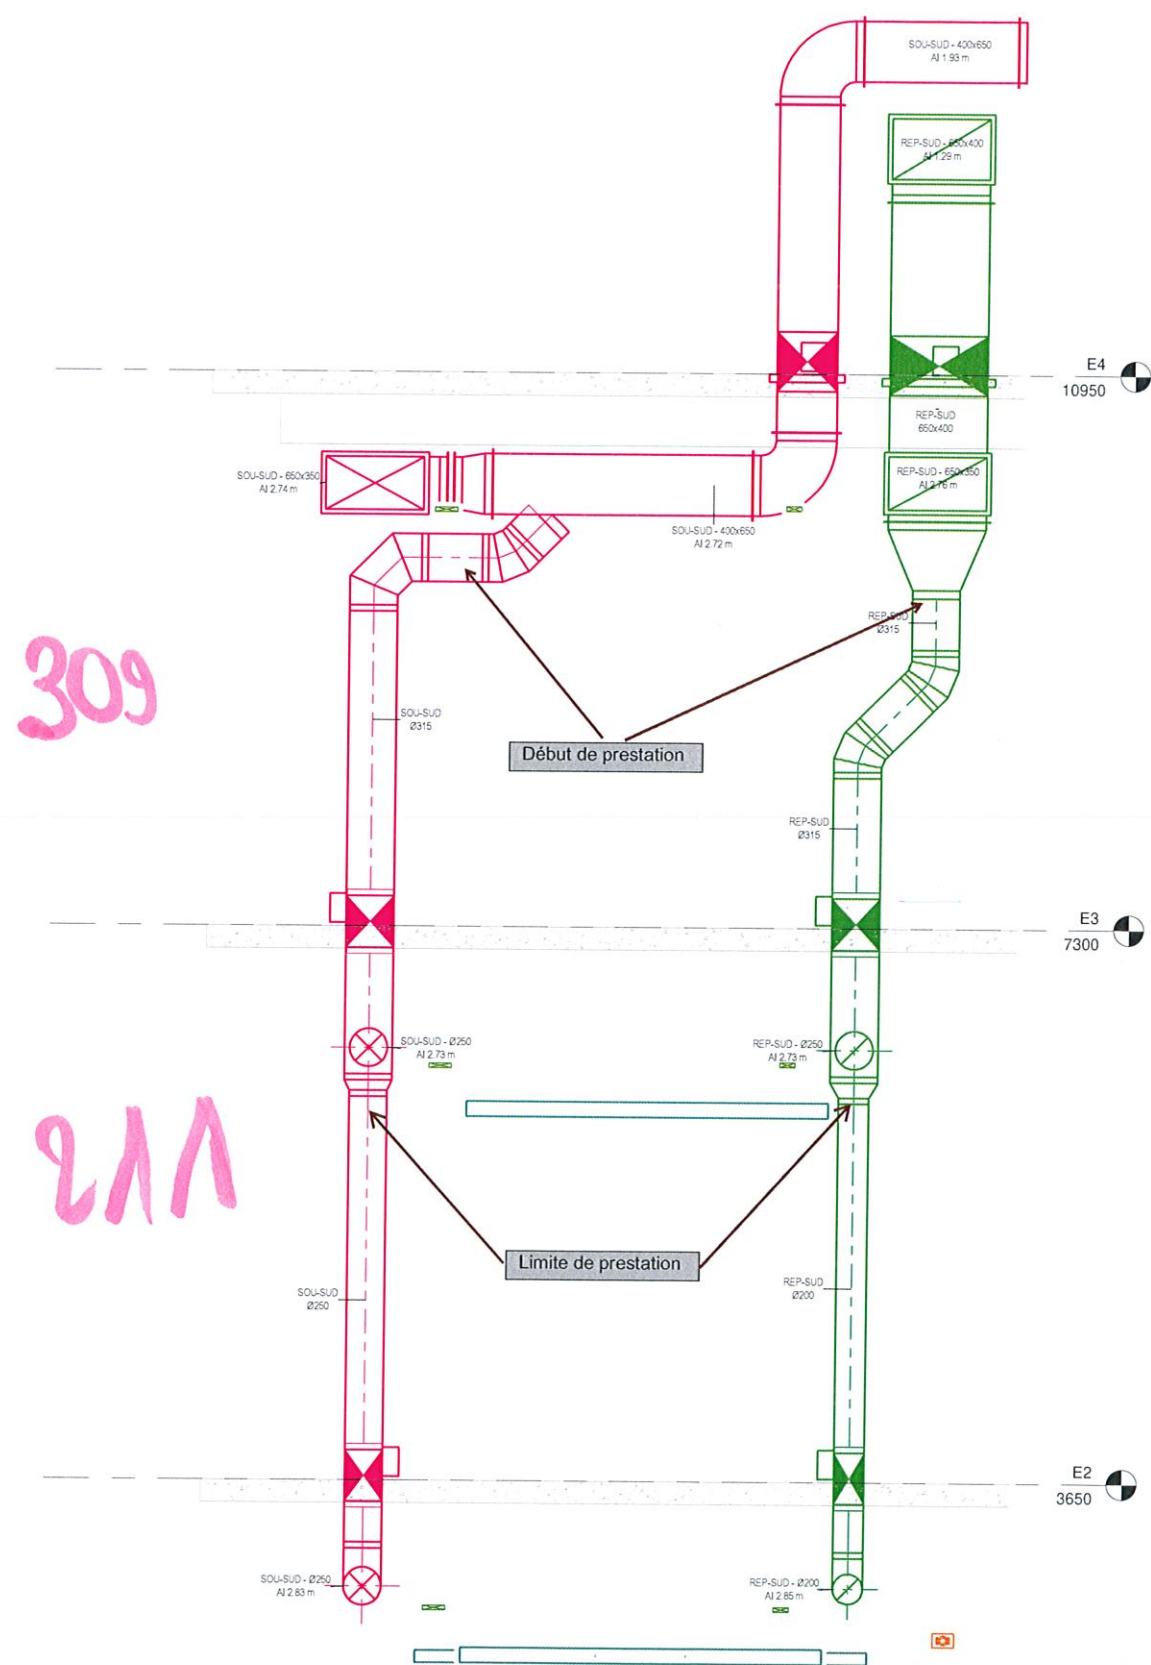 SOU-SUD - 400x650
AI 1.93 m
REP-SUD - 650x400
AI 1.29 m
E4
10950
REP-SUD
650x400
SOU-SUD - 650x350
AI 2.74 m
REP-SUD - 650x350
AI 2.76 m
SOU-SUD - 400x650
AI 2.72 m
REP-SUD
Ø315
309
SOU-SUD
Ø315
Début de prestation
REP-SUD
Ø315
E3
7300
SOU-SUD - Ø250
AI 2.73 m
REP-SUD - Ø250
AI 2.73 m
211
Limite de prestation
SOU-SUD
Ø250
REP-SUD
Ø200
E2
3650
SOU-SUD - Ø250
AI 2.83 m
REP-SUD - Ø200
AI 2.85 m